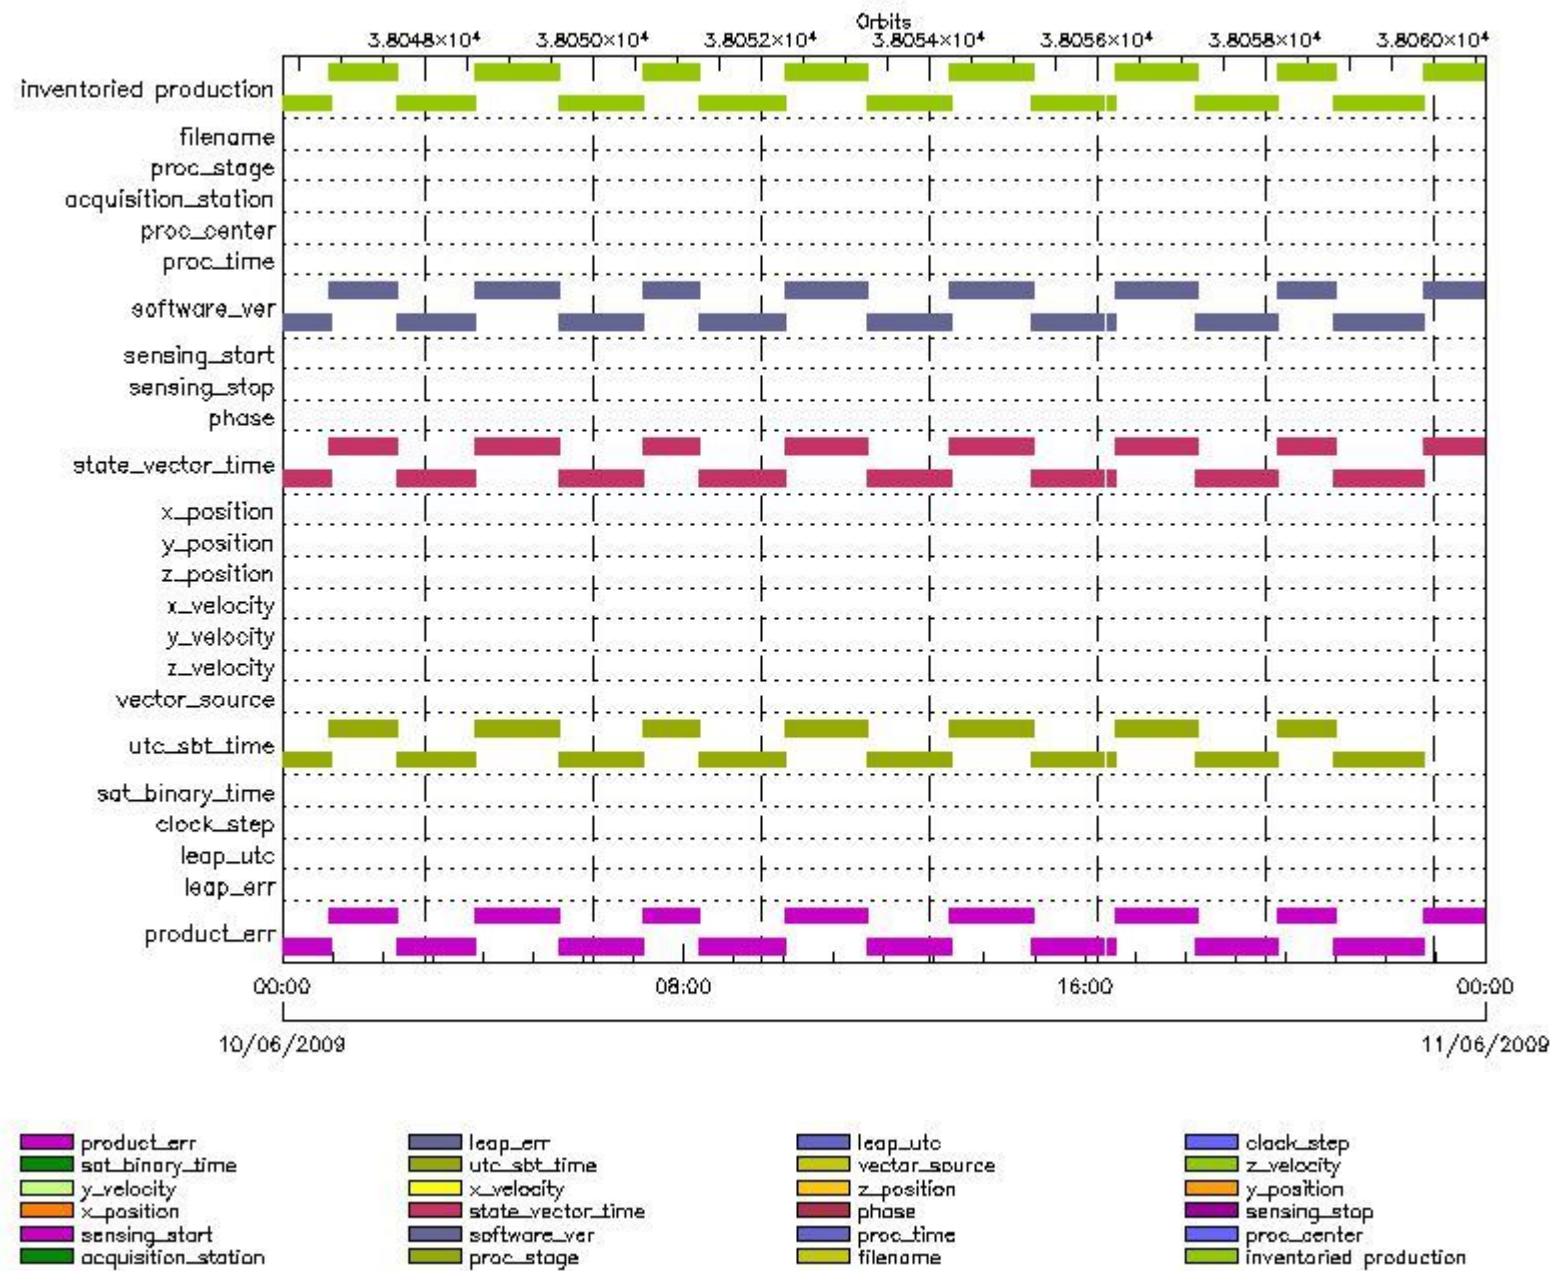 Orbits
3.8048×10⁴ 3.8050×10⁴ 3.8052×10⁴ 3.8054×10⁴ 3.8056×10⁴ 3.8058×10⁴ 3.8060×10⁴
inventoried production
filename
proc_stage
acquisition_station
proc_center
proc_time
software_ver
sensing_start
sensing_stop
phase
state_vector_time
x_position
y_position
z_position
x_velocity
y_velocity
z_velocity
vector_source
utc_sbt_time
sat_binary_time
clock_step
leap_utc
leap_err
product_err
00:00 08:00 16:00 00:00
10/06/2009 11/06/2009
product_err leap_err leap_utc clock_step
sat_binary_time utc_sbt_time vector_source z_velocity
y_velocity x_velocity z_position y_position
x_position state_vector_time phase sensing_stop
sensing_start software_ver proc_time proc_center
acquisition_station proc_stage filename inventoried production